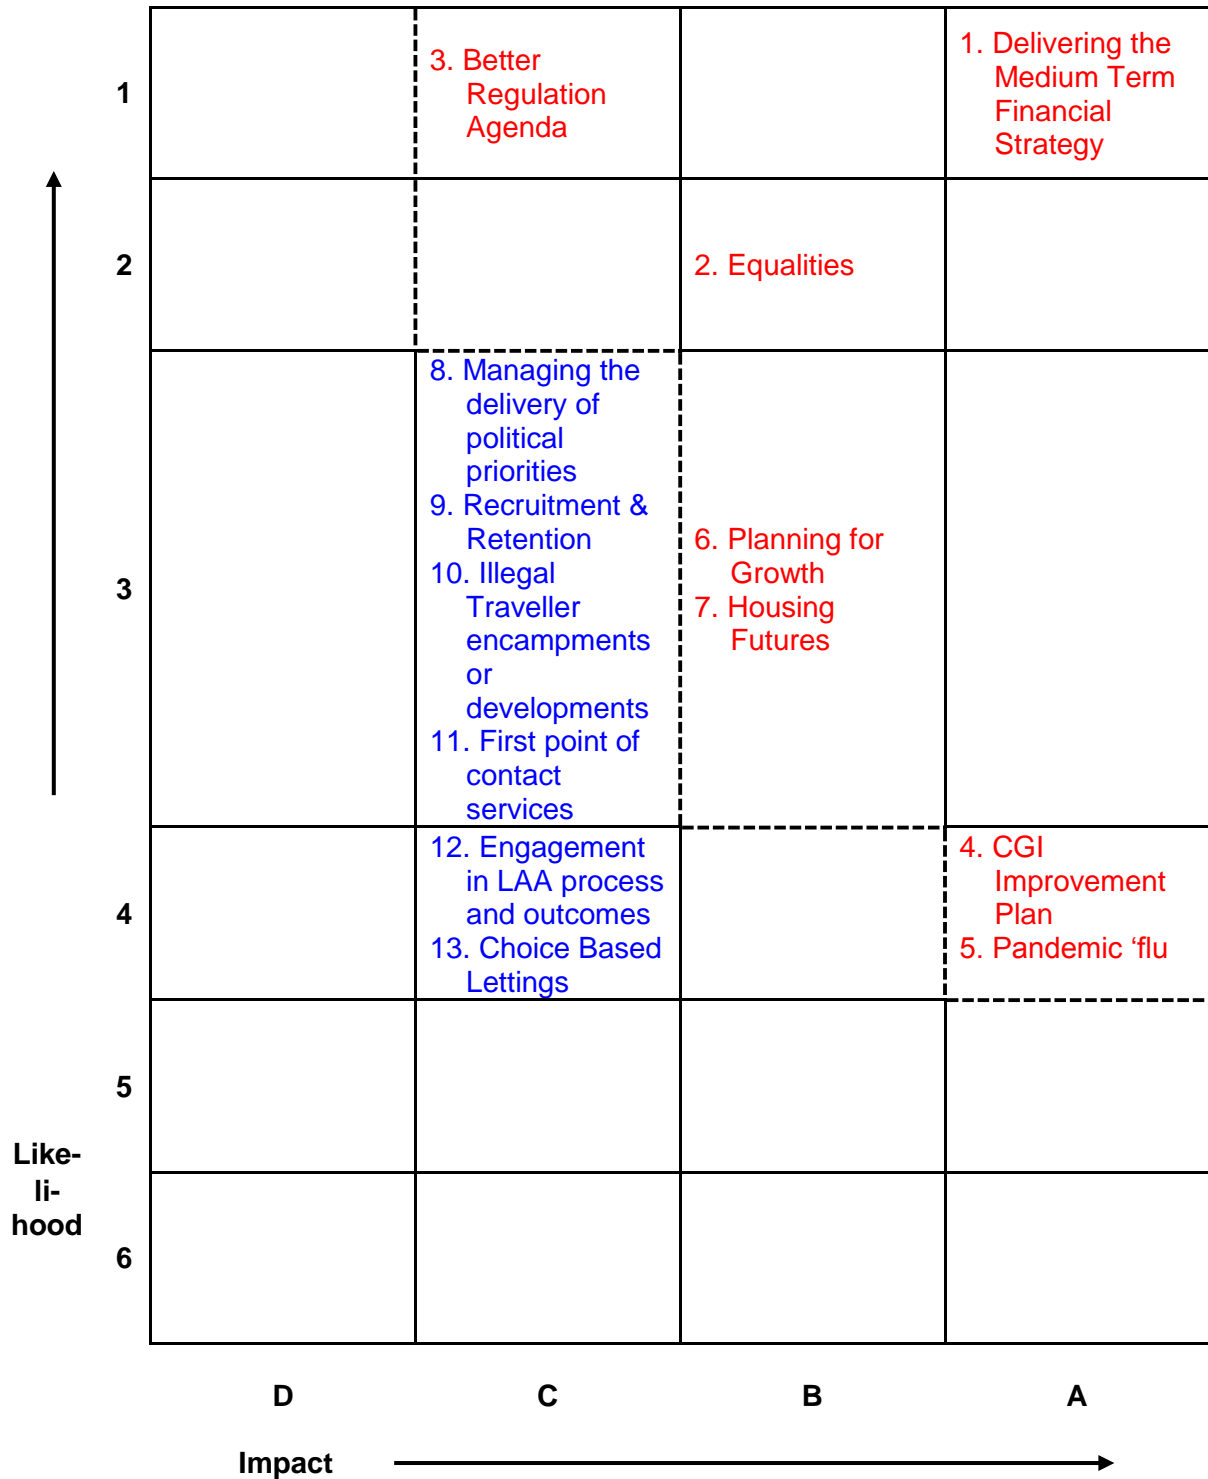 1
3. Better
Regulation
Agenda
1. Delivering the
Medium Term
Financial
Strategy
2
2. Equalities
3
8. Managing the
delivery of
political
priorities
9. Recruitment &
Retention
10. Illegal
Traveller
encampments
or
developments
11. First point of
contact
services
6. Planning for
Growth
7. Housing
Futures
4
12. Engagement
in LAA process
and outcomes
13. Choice Based
Lettings
4. CGI
Improvement
Plan
5. Pandemic ‘flu
5
Like-
li-
hood
6
D
C
B
A
Impact